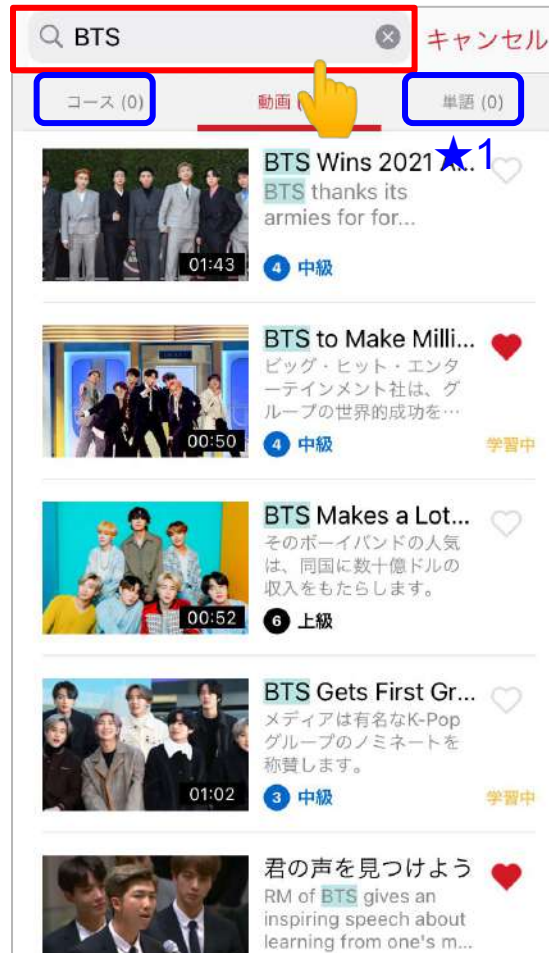 BTS
キャンセル
コース (0)
動画 (
単語 (0)
★1
BTS Wins 2021 A...
BTS thanks its
armies for for...
01:43
4 中級
BTS to Make Milli...
ビッグ・ヒット・エンタ
ーテインメント社は、グ
ループの世界的成功を…
00:50
4 中級
学習中
BTS Makes a Lot...
そのボーイバンドの人気
は、同国に数十億ドルの
収入をもたらします。
00:52
6 上級
BTS Gets First Gr...
メディアは有名なK-Pop
グループのノミネートを
称賛します。
01:02
3 中級
学習中
君の声を見つけよう
RM of BTS gives an
inspiring speech about
learning from one's m...